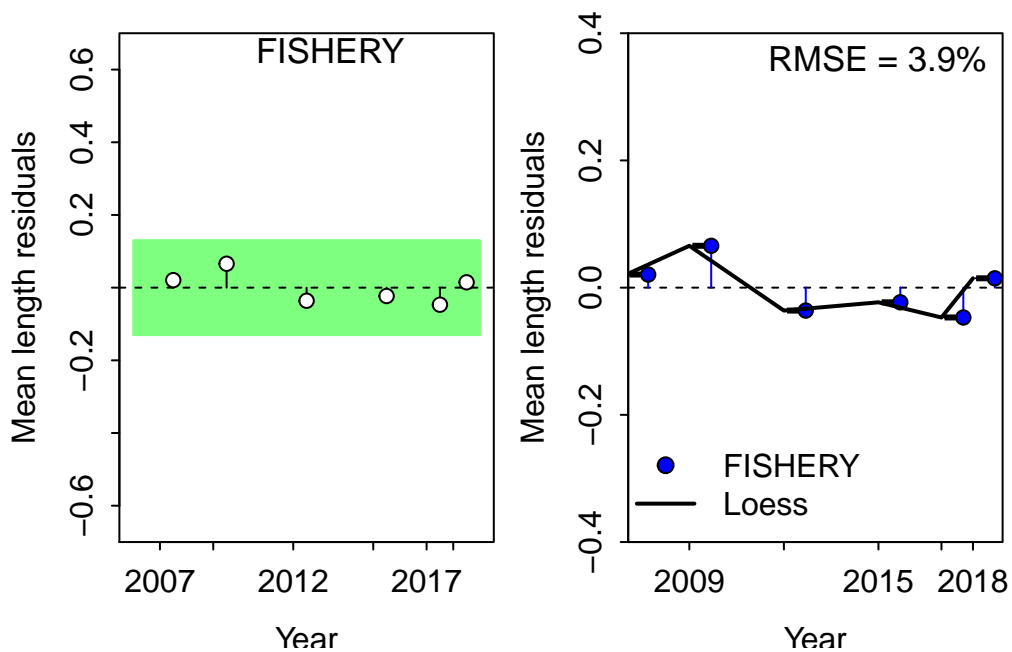 FISHERY
Mean length residuals
0.6
0.4
0.2
−0.2
−0.6
2007 2012 2017
Year
RMSE = 3.9%
Mean length residuals
0.4
0.2
0.0
−0.2
−0.4
FISHERY
Loess
2009 2015 2018
Year